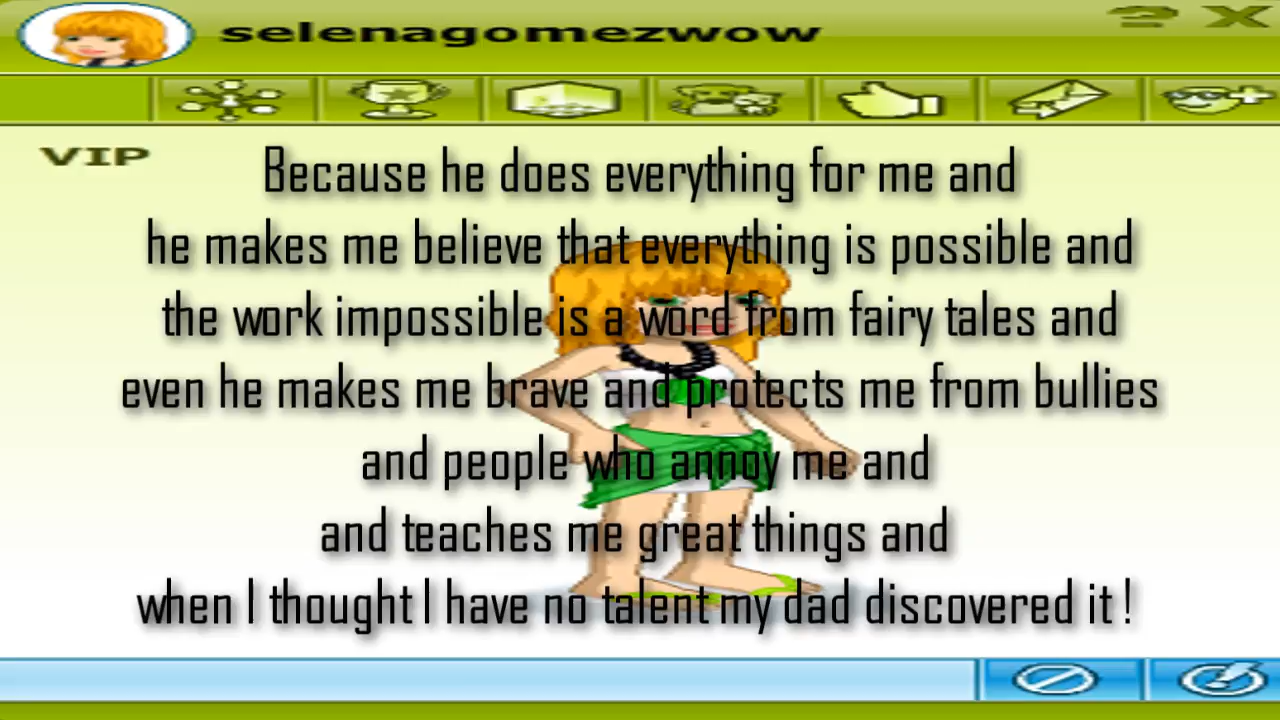 selenagomezwow
VIP
Because he does everything for me and
he makes me believe that everything is possible and
the work impossible is a word from fairy tales and
even he makes me brave and protects me from bullies
and people who annoy me and
and teaches me great things and
when I thought I have no talent my dad discovered it !